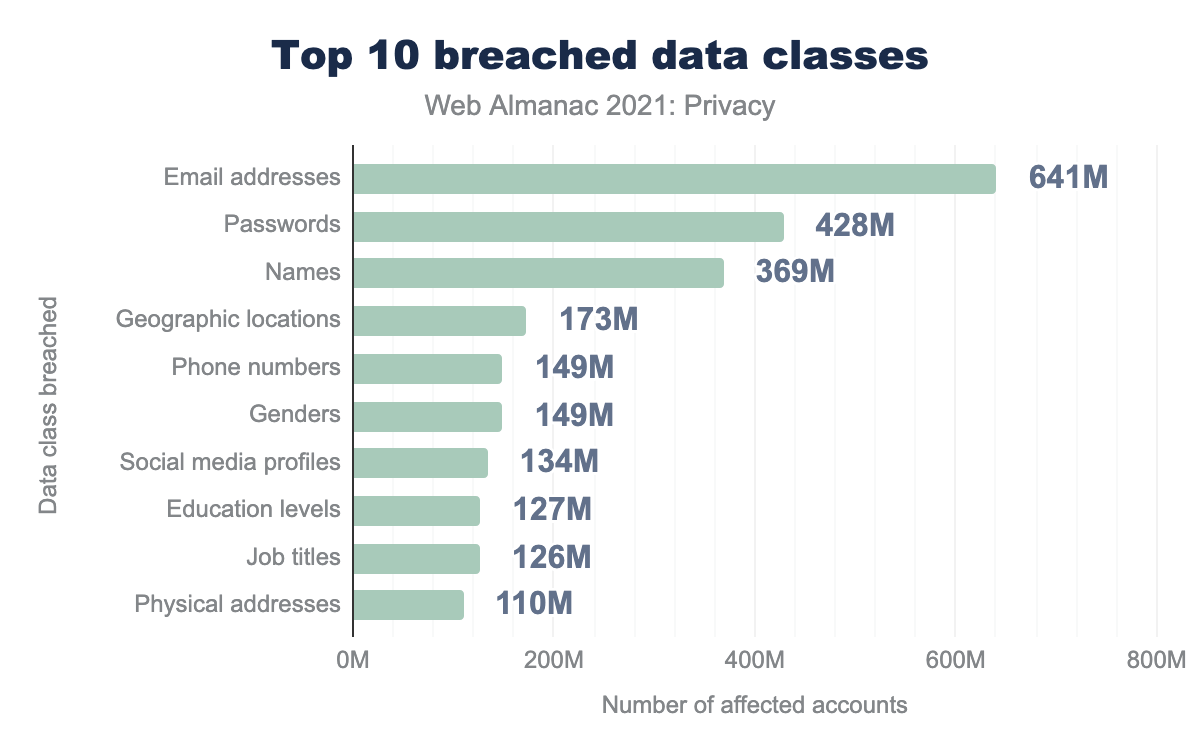 Top 10 breached data classes
Web Almanac 2021: Privacy
Data class breached
Email addresses 641M
Passwords 428M
Names 369M
Geographic locations 173M
Phone numbers 149M
Genders 149M
Social media profiles 134M
Education levels 127M
Job titles 126M
Physical addresses 110M
0M 200M 400M 600M 800M
Number of affected accounts